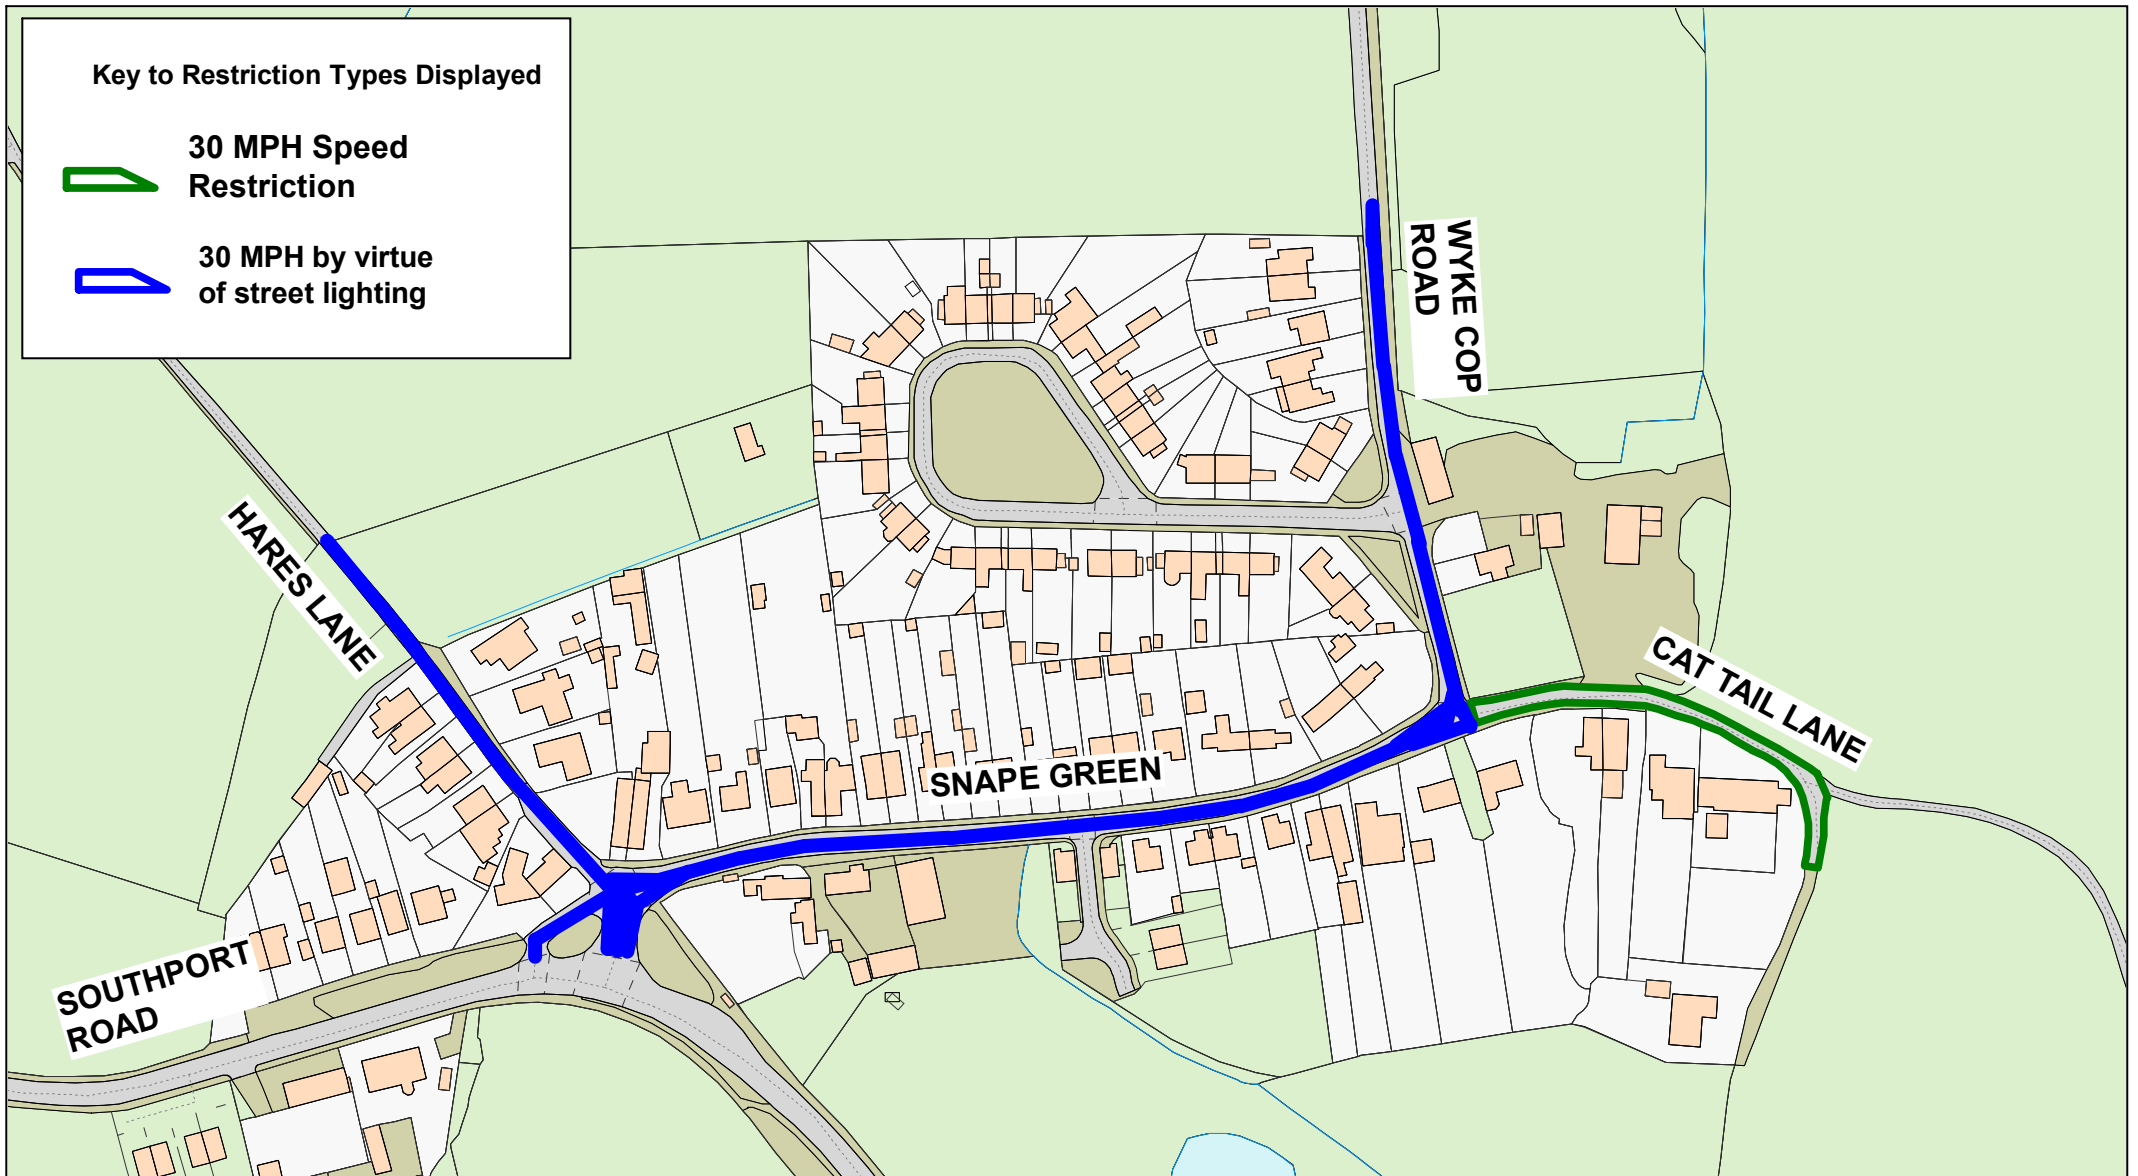 Key to Restriction Types Displayed
30 MPH Speed
Restriction
30 MPH by virtue
of street lighting
WYKE COP
ROAD
HARES LANE
CAT TAIL LANE
SNAPE GREEN
SOUTHPORT
ROAD